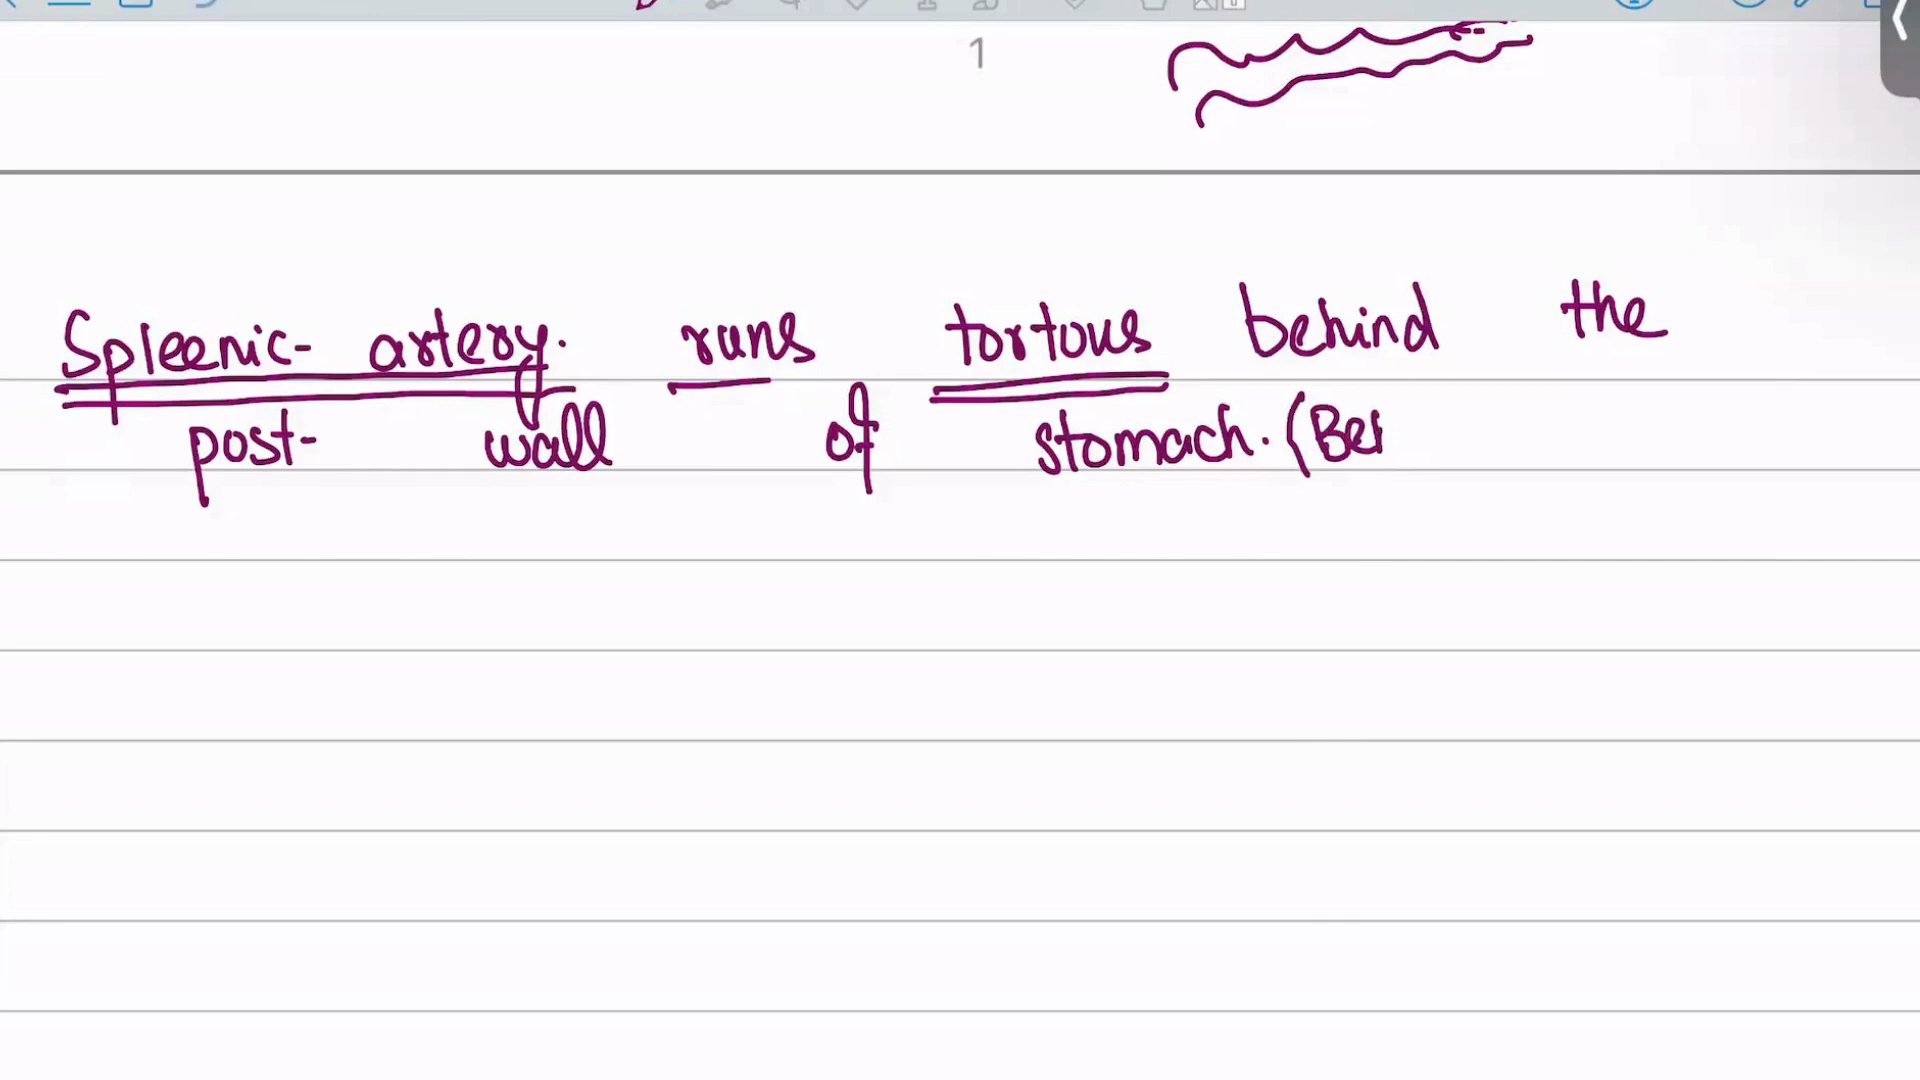 1
Spleenic- artery. runs tortous behind the
post- wall of stomach. (Be